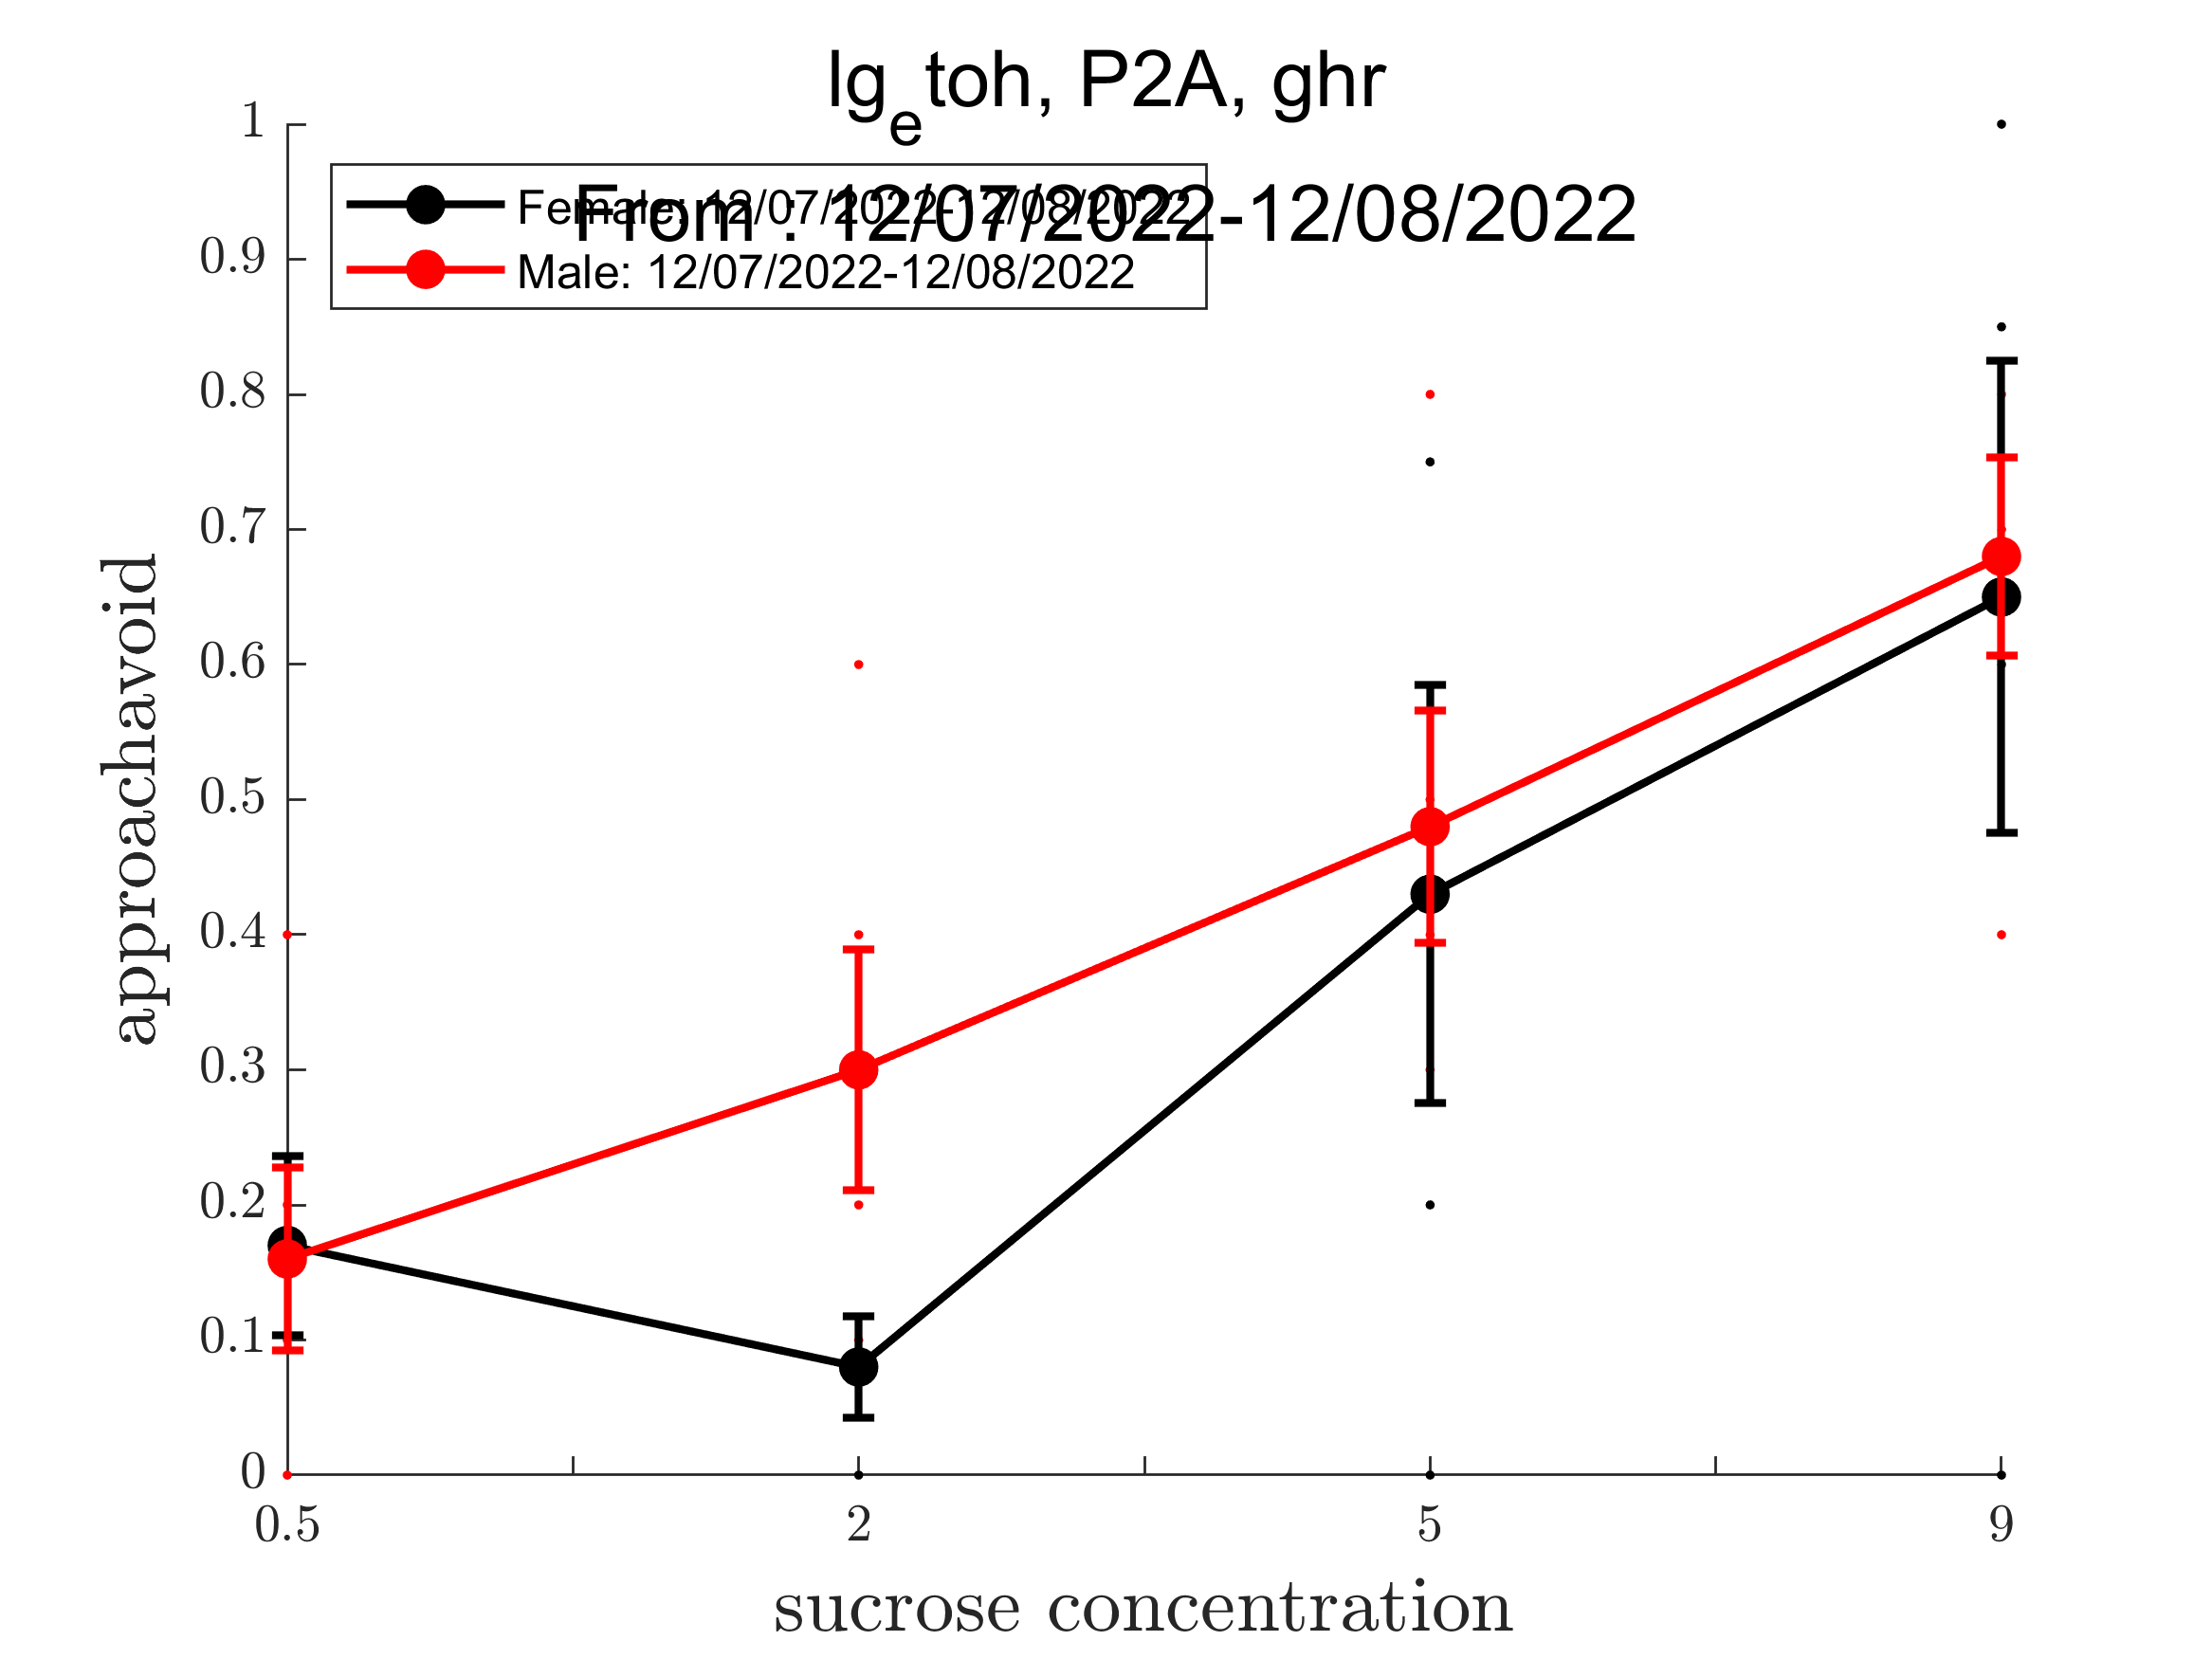 lg_e toh, P2A, ghr
From : 12/07/2022-12/08/2022
Female: 12/07/2022-12/08/2022
Male: 12/07/2022-12/08/2022
1
0.9
0.8
0.7
0.6
0.5
0.4
0.3
0.2
0.1
0
approachavoid
0.5 2 5 9
sucrose concentration